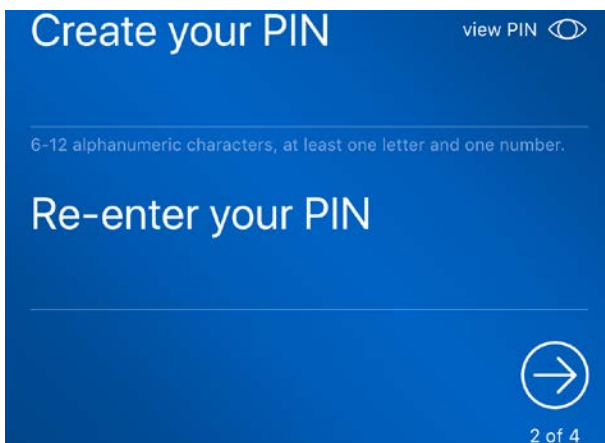 Create your PIN
view PIN
6-12 alphanumeric characters, at least one letter and one number.
Re-enter your PIN
2 of 4